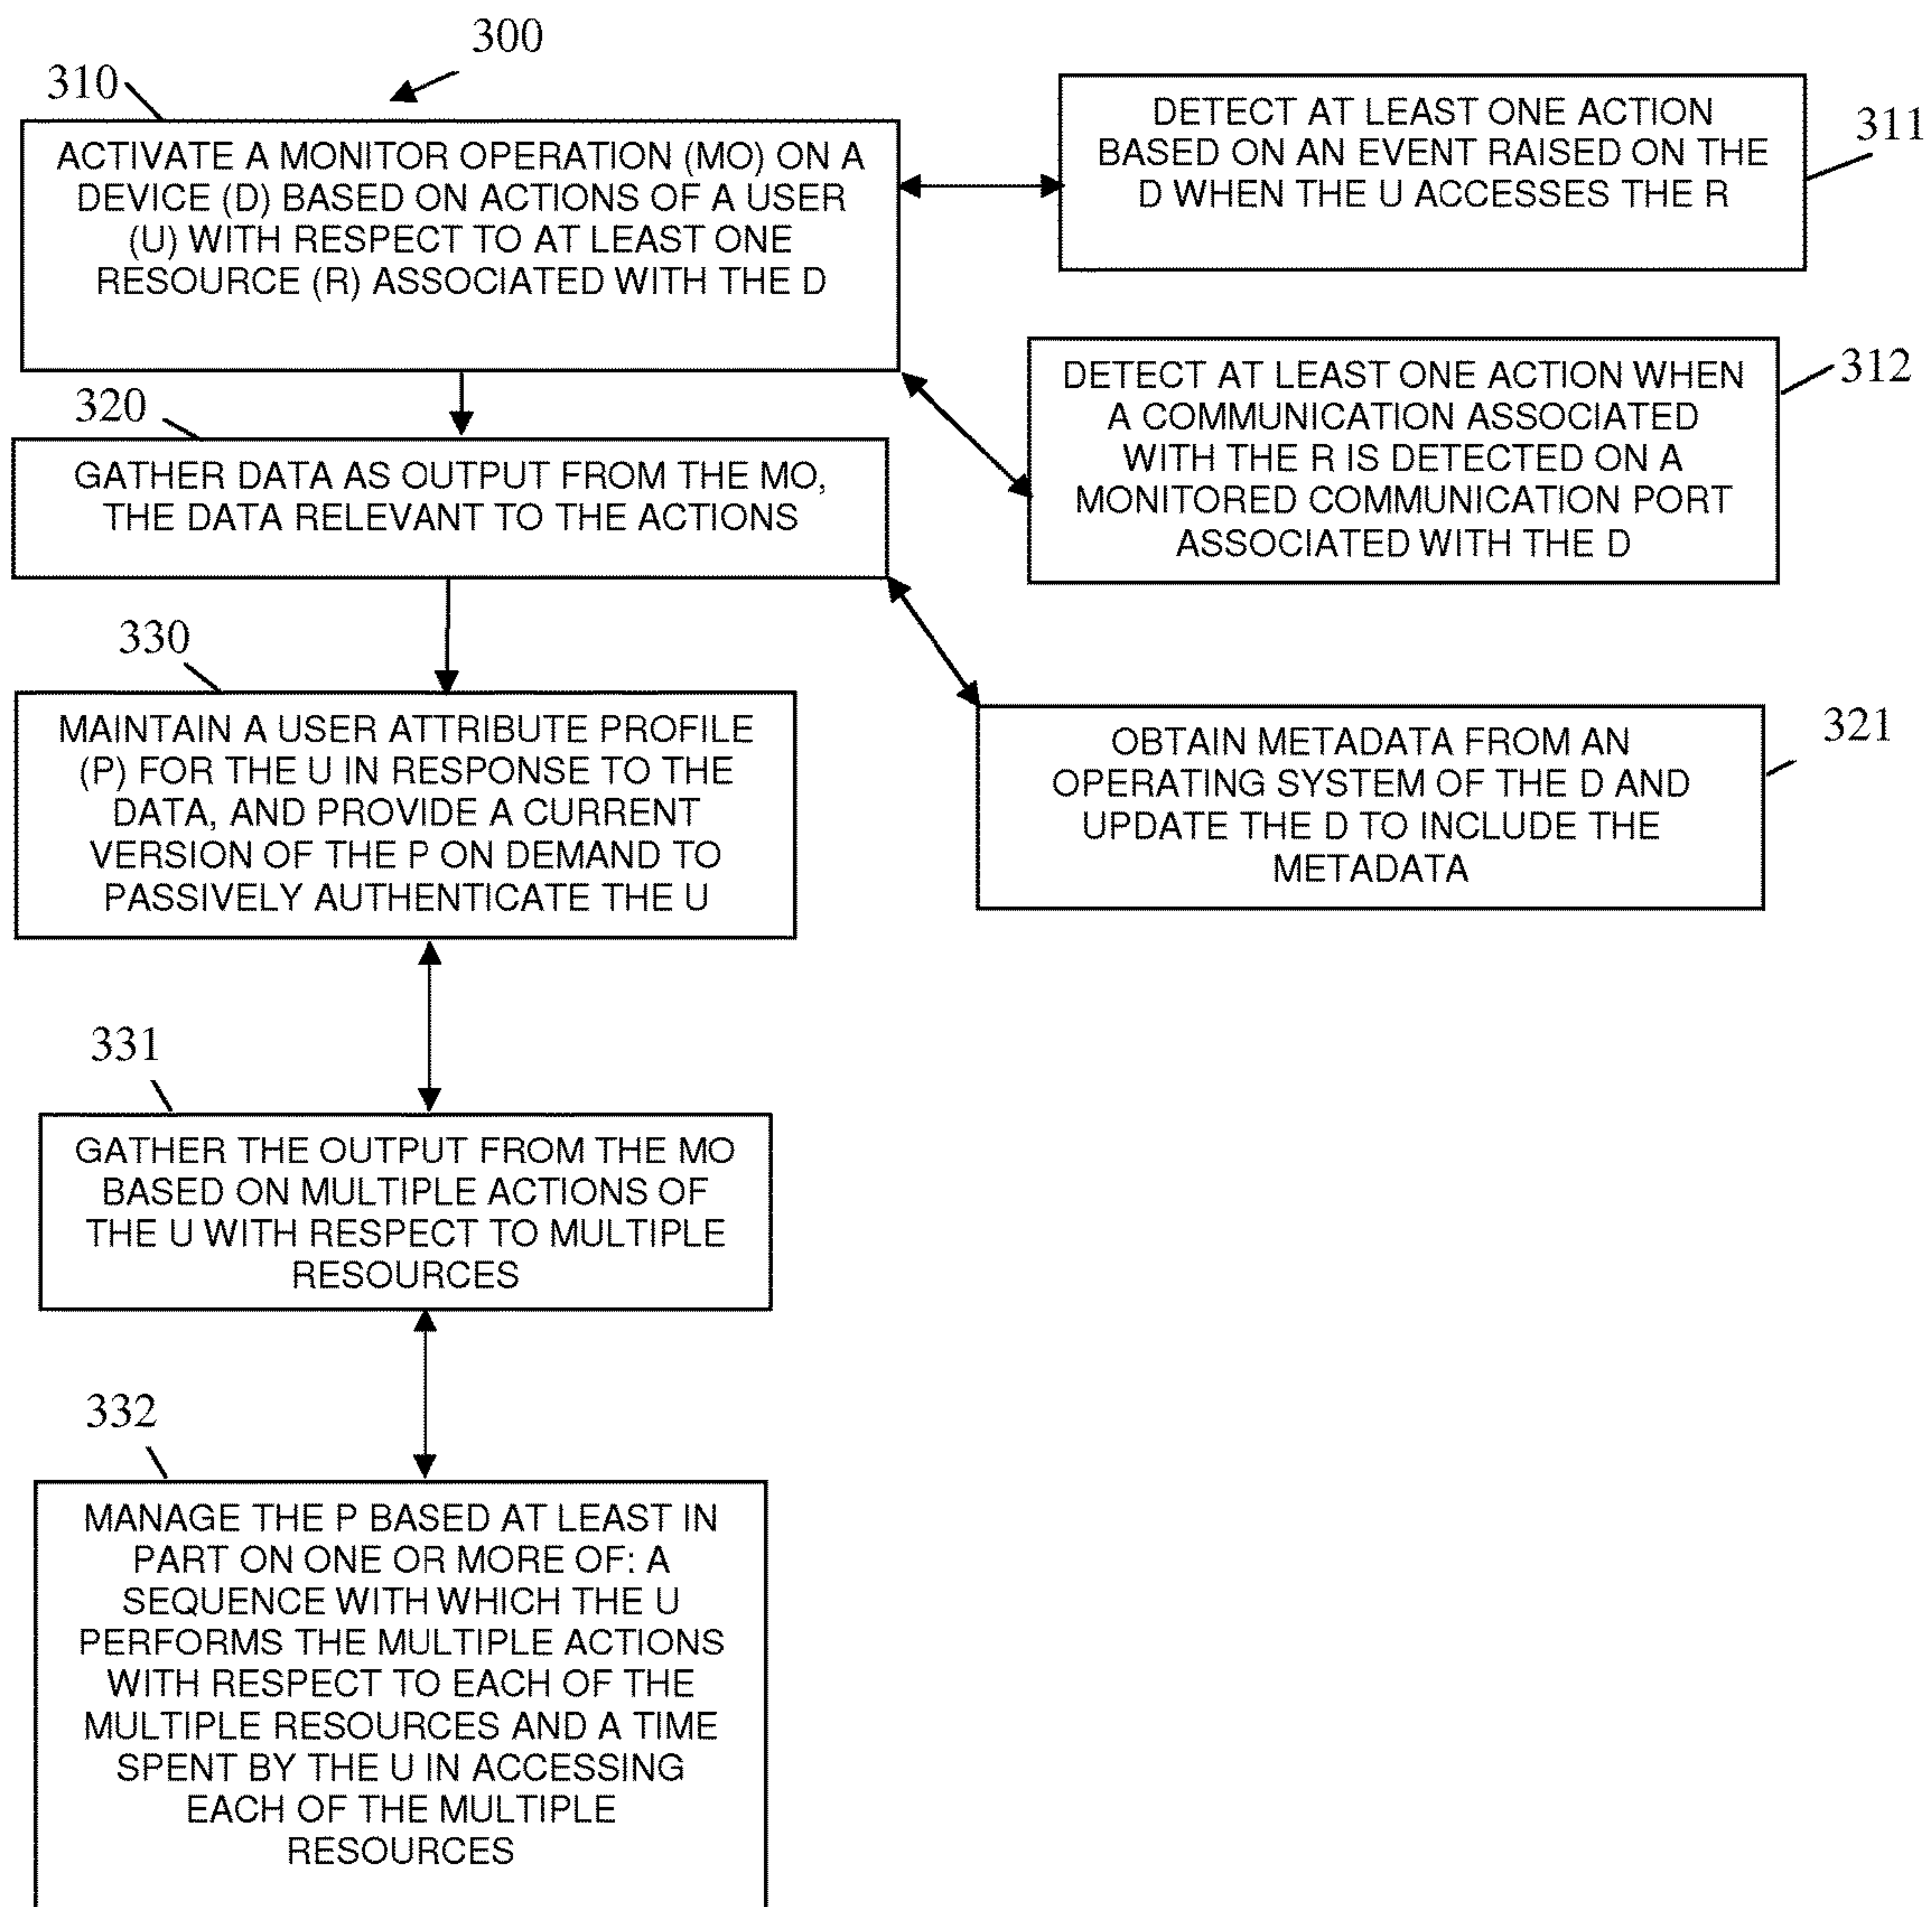 300
310
ACTIVATE A MONITOR OPERATION (MO) ON A
DEVICE (D) BASED ON ACTIONS OF A USER
(U) WITH RESPECT TO AT LEAST ONE
RESOURCE (R) ASSOCIATED WITH THE D
DETECT AT LEAST ONE ACTION
BASED ON AN EVENT RAISED ON THE
D WHEN THE U ACCESSES THE R
311
DETECT AT LEAST ONE ACTION WHEN
A COMMUNICATION ASSOCIATED
WITH THE R IS DETECTED ON A
MONITORED COMMUNICATION PORT
ASSOCIATED WITH THE D
312
320
GATHER DATA AS OUTPUT FROM THE MO,
THE DATA RELEVANT TO THE ACTIONS
330
MAINTAIN A USER ATTRIBUTE PROFILE
(P) FOR THE U IN RESPONSE TO THE
DATA, AND PROVIDE A CURRENT
VERSION OF THE P ON DEMAND TO
PASSIVELY AUTHENTICATE THE U
OBTAIN METADATA FROM AN
OPERATING SYSTEM OF THE D AND
UPDATE THE D TO INCLUDE THE
METADATA
321
331
GATHER THE OUTPUT FROM THE MO
BASED ON MULTIPLE ACTIONS OF
THE U WITH RESPECT TO MULTIPLE
RESOURCES
332
MANAGE THE P BASED AT LEAST IN
PART ON ONE OR MORE OF: A
SEQUENCE WITH WHICH THE U
PERFORMS THE MULTIPLE ACTIONS
WITH RESPECT TO EACH OF THE
MULTIPLE RESOURCES AND A TIME
SPENT BY THE U IN ACCESSING
EACH OF THE MULTIPLE
RESOURCES